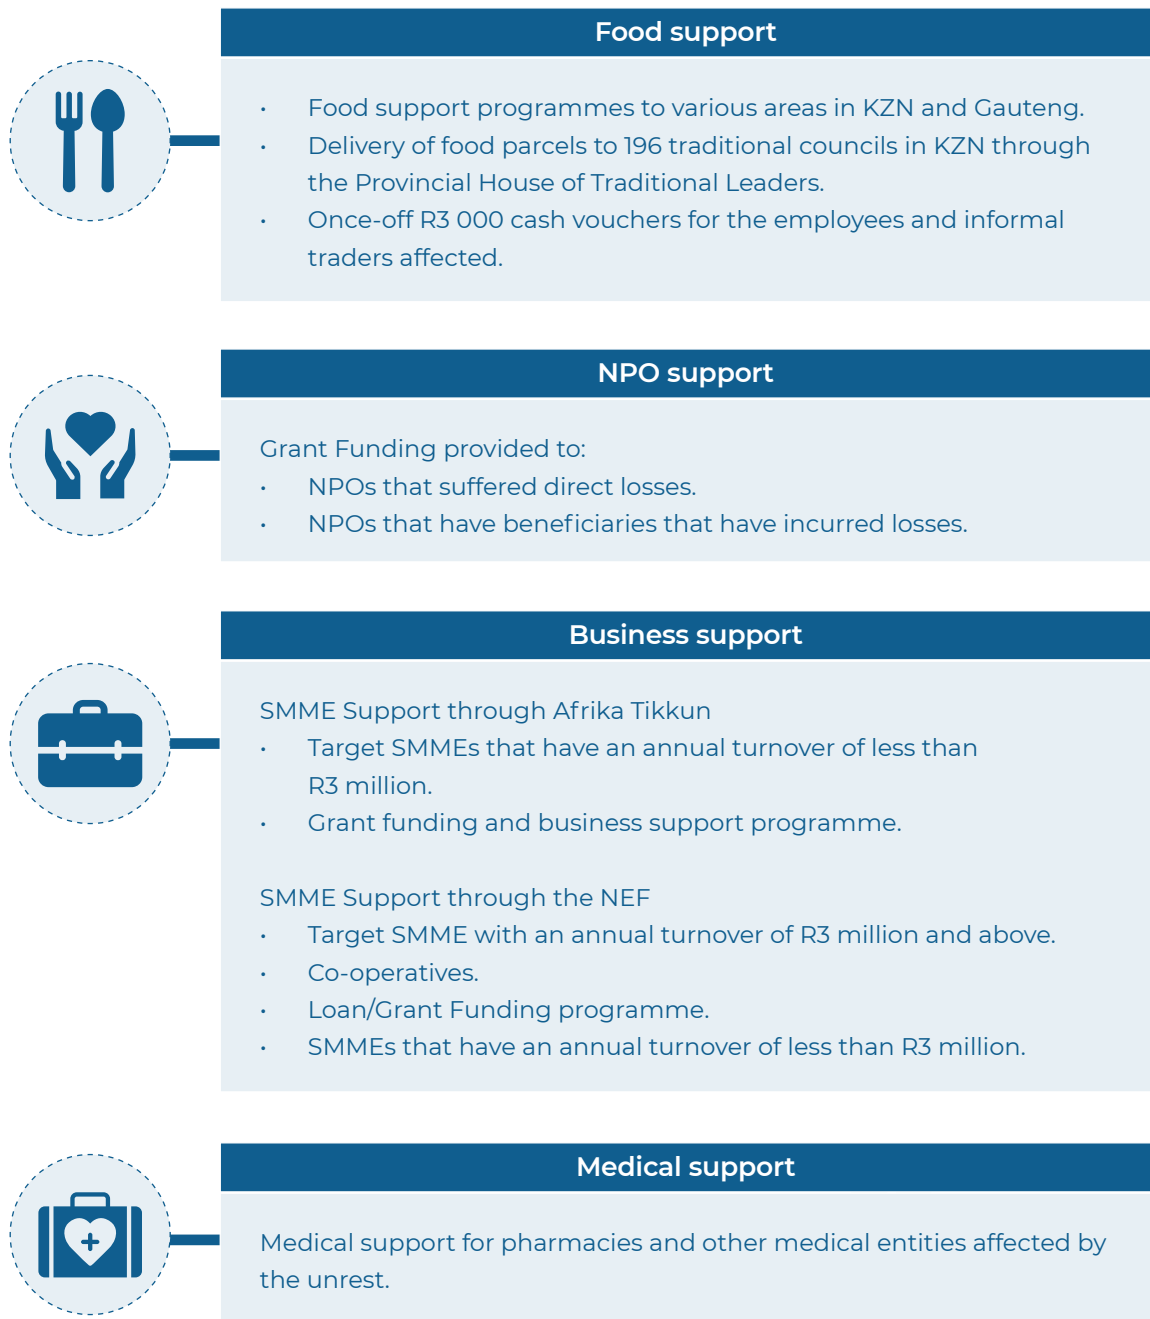 Food support
• Food support programmes to various areas in KZN and Gauteng.
• Delivery of food parcels to 196 traditional councils in KZN through
the Provincial House of Traditional Leaders.
• Once-off R3 000 cash vouchers for the employees and informal
traders affected.
NPO support
Grant Funding provided to:
• NPOs that suffered direct losses.
• NPOs that have beneficiaries that have incurred losses.
Business support
SMME Support through Afrika Tikkun
• Target SMMEs that have an annual turnover of less than
R3 million.
• Grant funding and business support programme.
SMME Support through the NEF
• Target SMME with an annual turnover of R3 million and above.
• Co-operatives.
• Loan/Grant Funding programme.
• SMMEs that have an annual turnover of less than R3 million.
Medical support
Medical support for pharmacies and other medical entities affected by
the unrest.